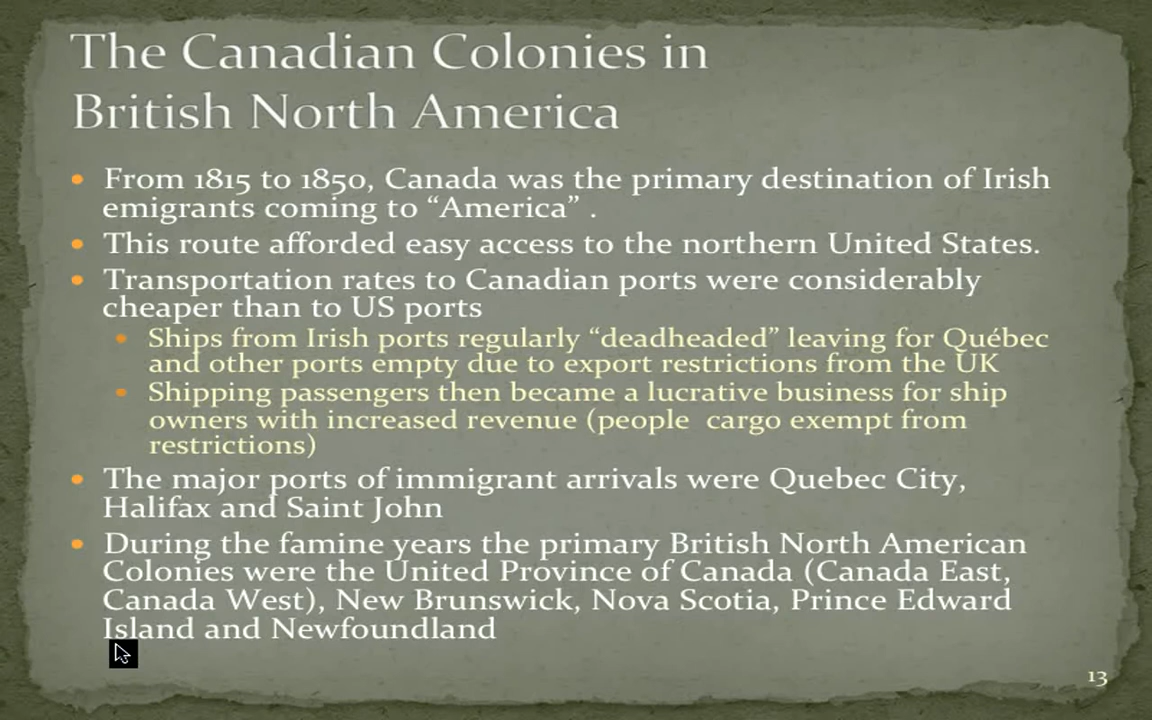 The Canadian Colonies in
British North America
• From 1815 to 1850, Canada was the primary destination of Irish
emigrants coming to “America” .
• This route afforded easy access to the northern United States.
• Transportation rates to Canadian ports were considerably
cheaper than to US ports
• Ships from Irish ports regularly “deadheaded” leaving for Québec
and other ports empty due to export restrictions from the UK
• Shipping passengers then became a lucrative business for ship
owners with increased revenue (people  cargo exempt from
restrictions)
• The major ports of immigrant arrivals were Quebec City,
Halifax and Saint John
• During the famine years the primary British North American
Colonies were the United Province of Canada (Canada East,
Canada West), New Brunswick, Nova Scotia, Prince Edward
Island and Newfoundland
13